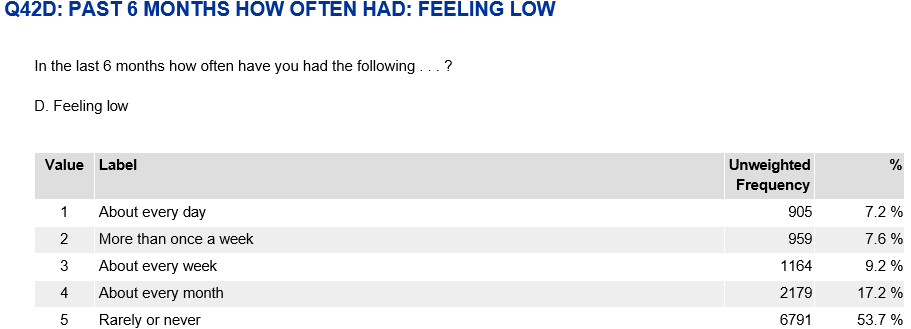 Q42D: PAST 6 MONTHS HOW OFTEN HAD: FEELING LOW
In the last 6 months how often have you had the following . . . ?
D. Feeling low
Value Label Unweighted Frequency %
1 About every day 905 7.2 %
2 More than once a week 959 7.6 %
3 About every week 1164 9.2 %
4 About every month 2179 17.2 %
5 Rarely or never 6791 53.7 %